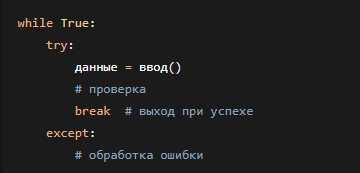 while True:
    try:
        данные = ввод()
        # проверка
        break  # выход при успехе
    except:
        # обработка ошибки